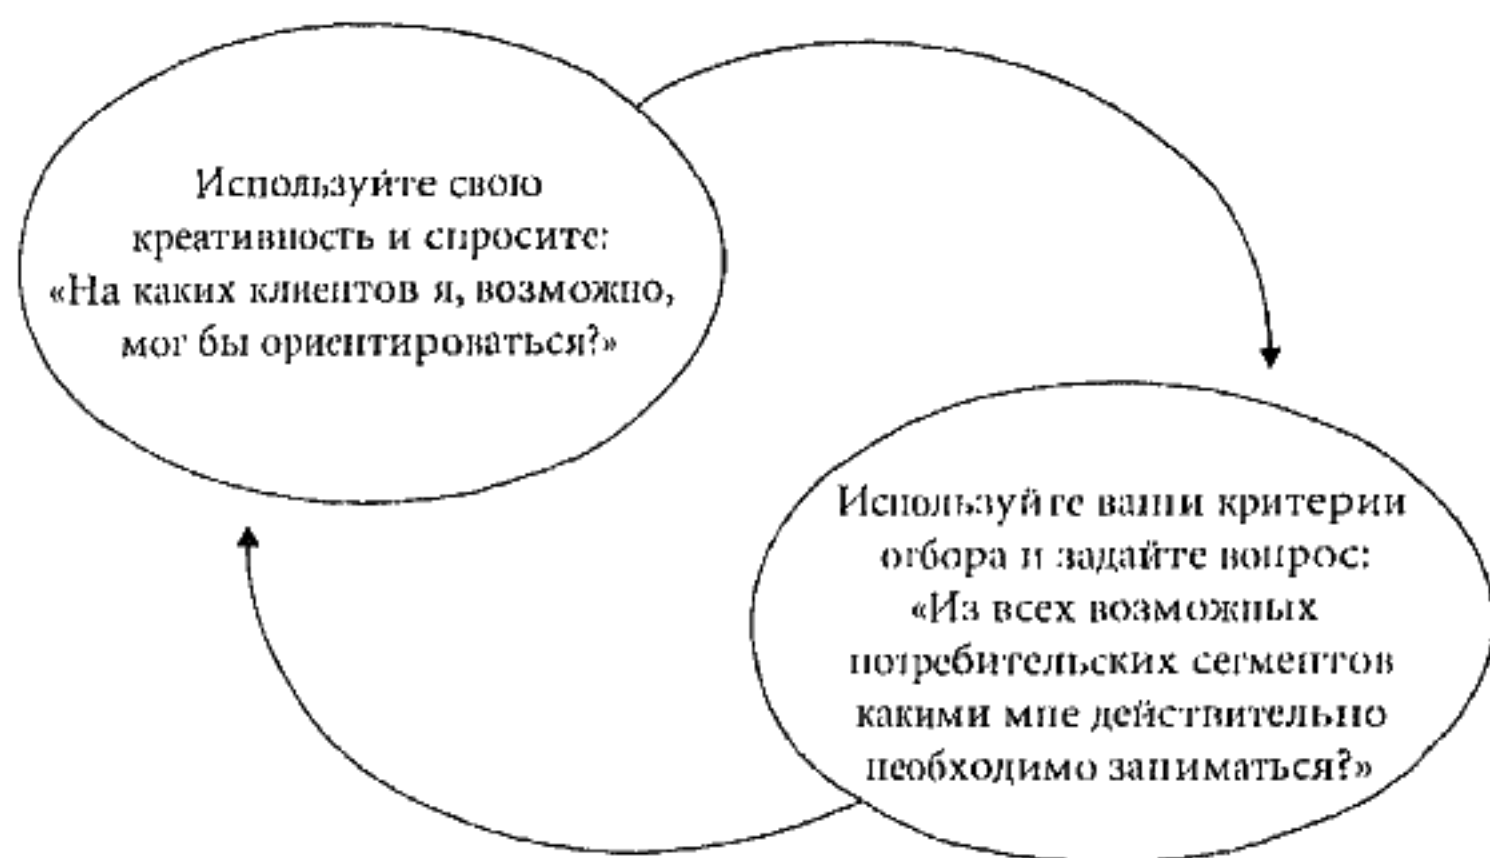 Используйте свою
креативность и спросите:
«На каких клиентов я, возможно,
мог бы ориентироваться?»
Используйте ваши критерии
отбора и задайте вопрос:
«Из всех возможных
потребительских сегментов
какими мне действительно
необходимо заниматься?»